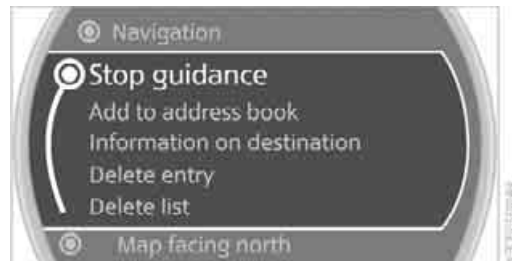 Navigation
Stop guidance
Add to address book
Information on destination
Delete entry
Delete list
Map facing north